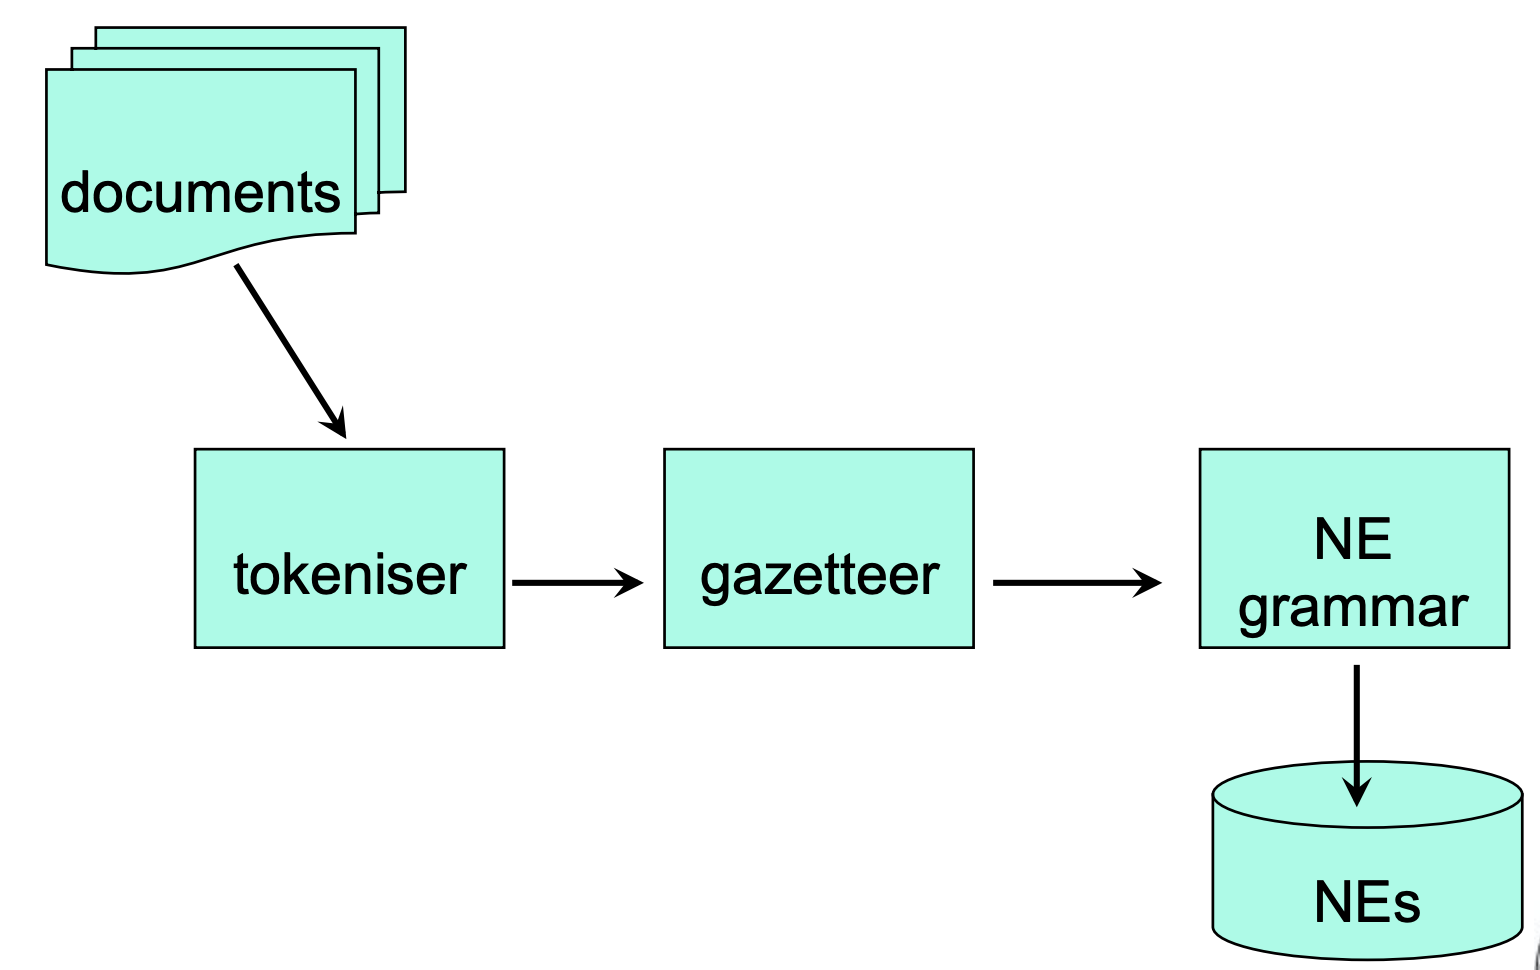 documents
tokeniser
gazetteer
NE
grammar
NEs